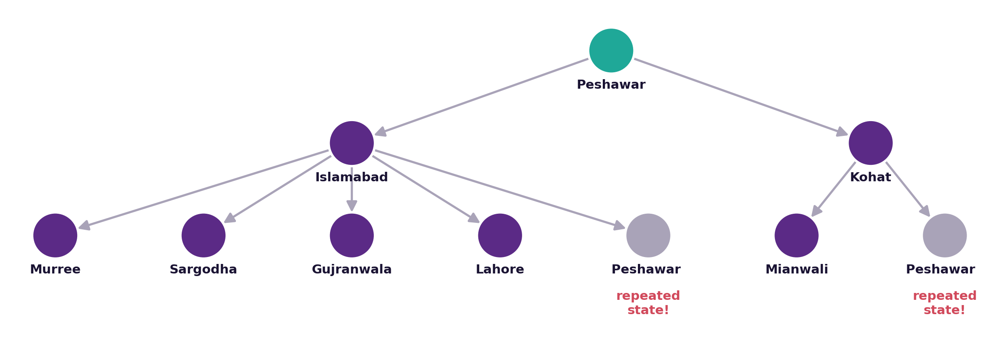 Peshawar
Islamabad
Kohat
Murree
Sargodha
Gujranwala
Lahore
Peshawar
Mianwali
Peshawar
repeated
state!
repeated
state!